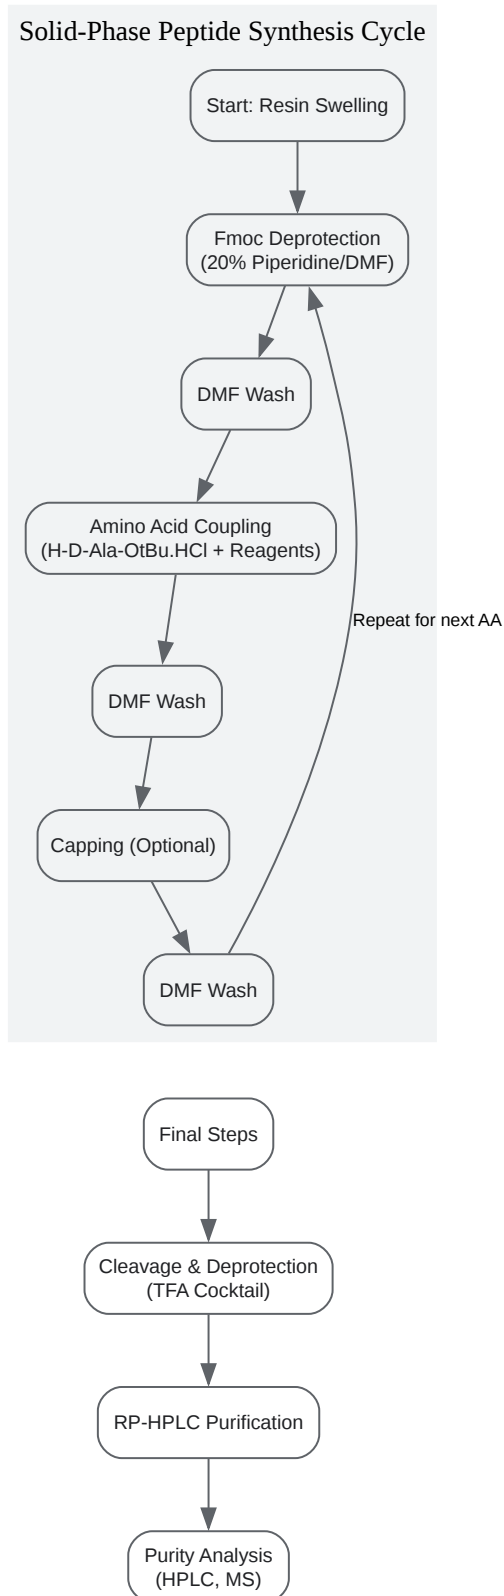 Solid-Phase Peptide Synthesis Cycle
Start: Resin Swelling
Fmoc Deprotection
(20% Piperidine/DMF)
DMF Wash
Amino Acid Coupling
(H-D-Ala-OtBu.HCl + Reagents)
Repeat for next AA
DMF Wash
Capping (Optional)
DMF Wash
Final Steps
Cleavage & Deprotection
(TFA Cocktail)
RP-HPLC Purification
Purity Analysis
(HPLC, MS)